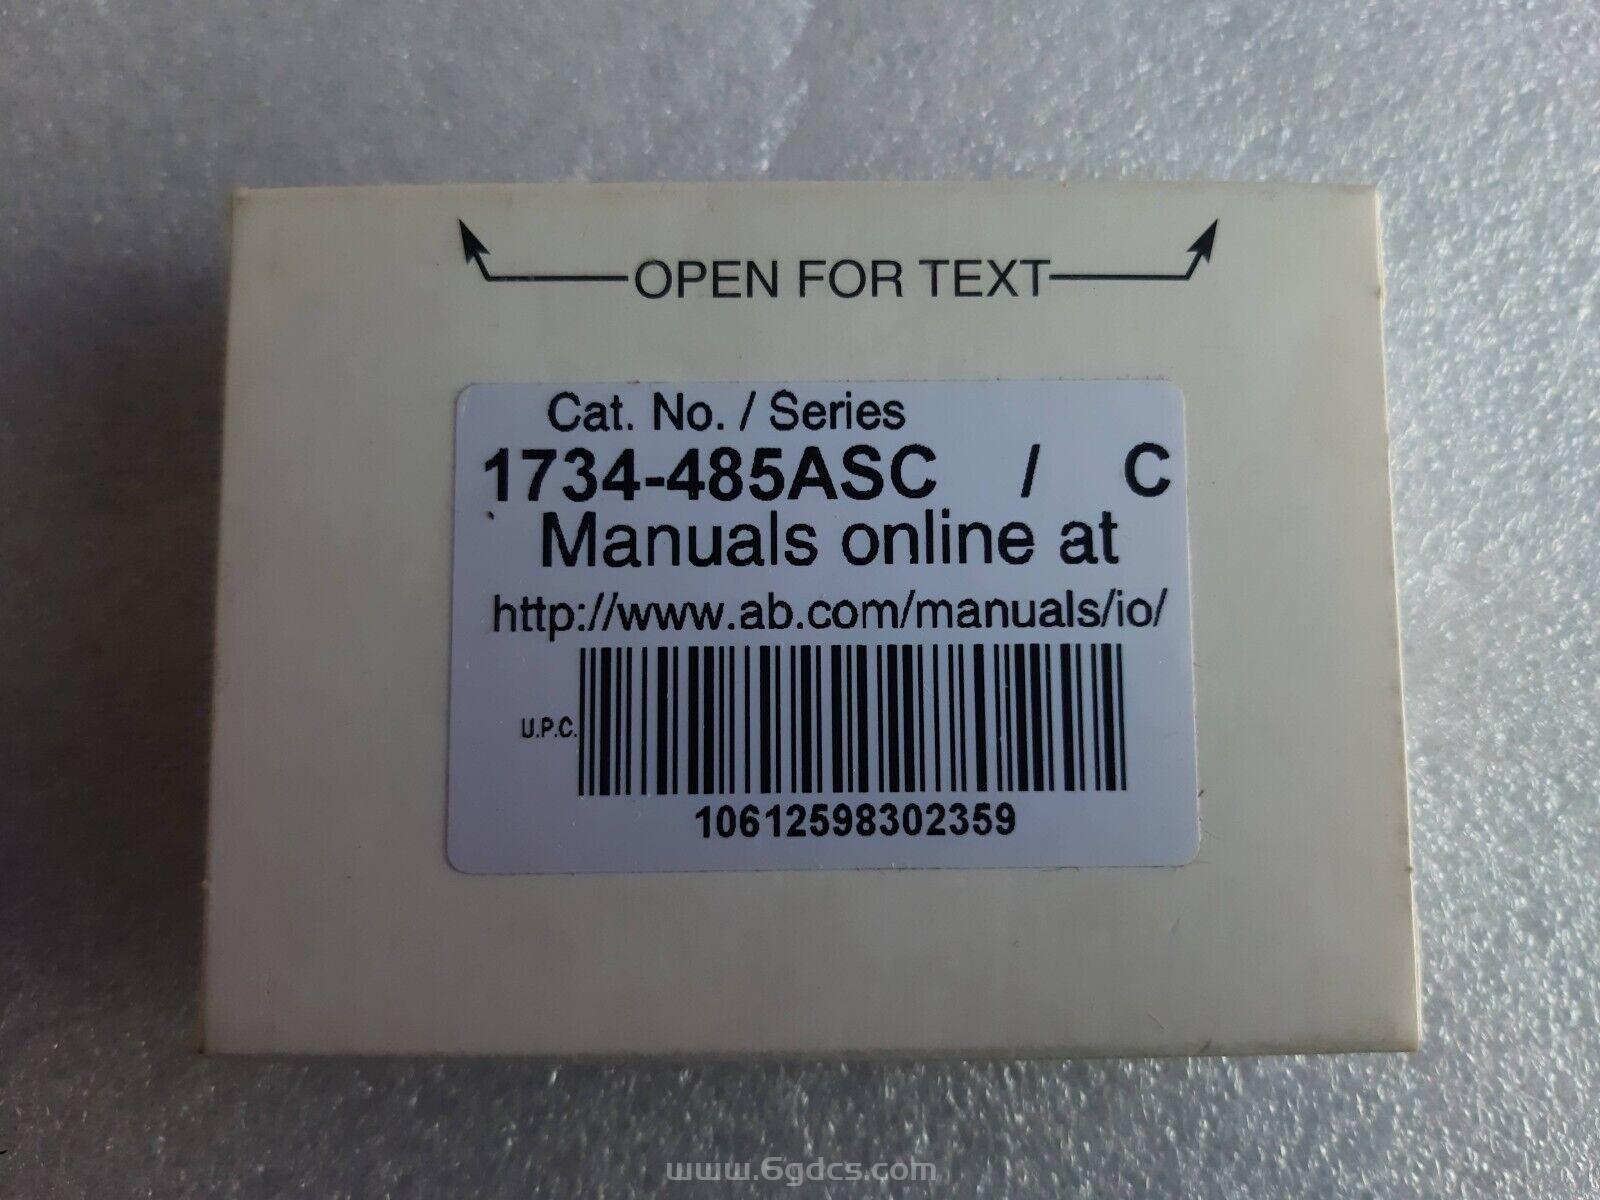 OPEN FOR TEXT
Cat. No. / Series
1734-485ASC / C
Manuals online at
http://www.ab.com/manuals/io/
U.P.C.
10612598302359
www.6gdcs.com